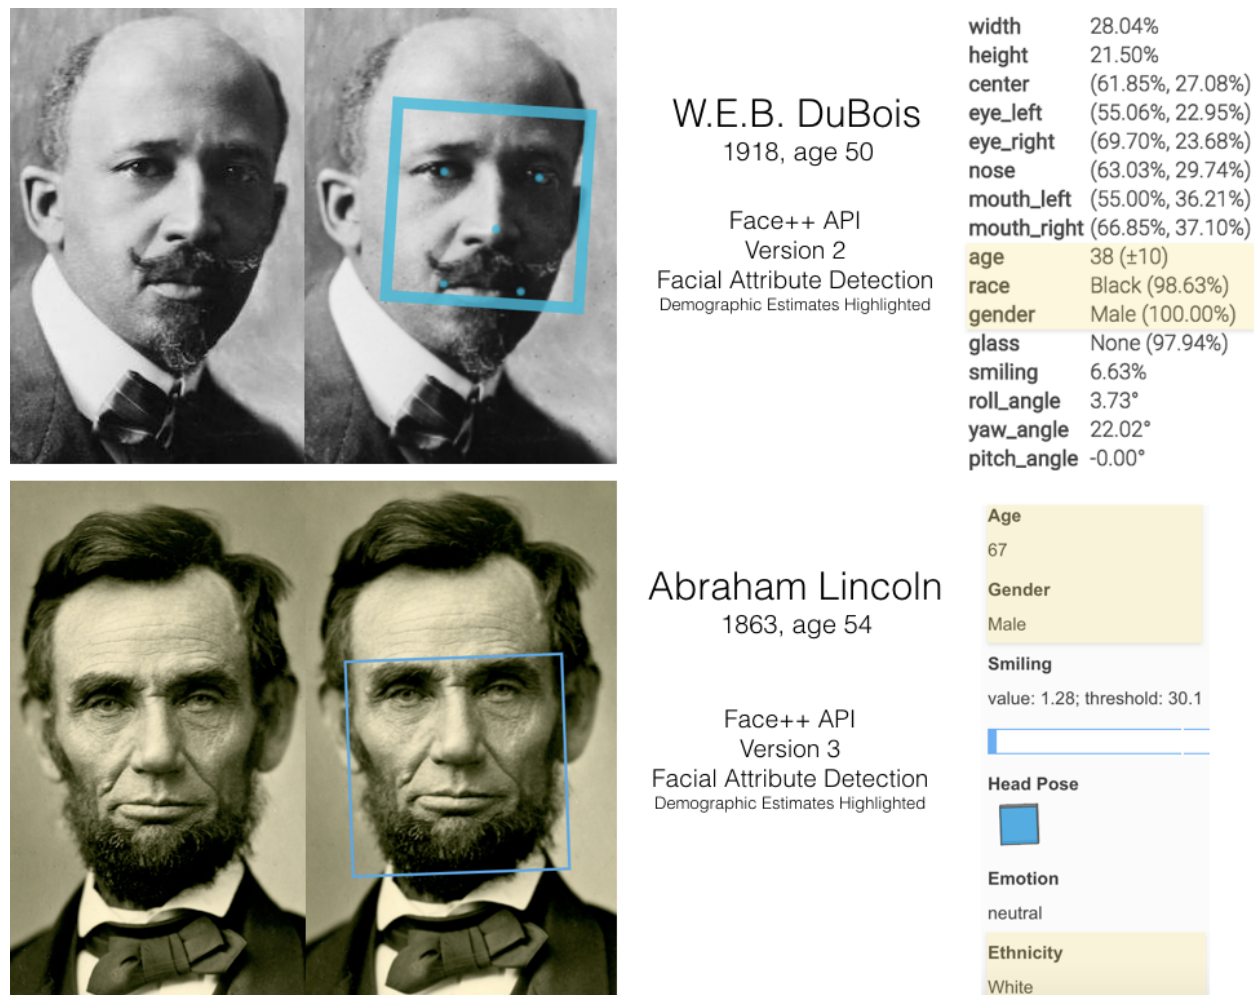 W.E.B. DuBois
1918, age 50
Face++ API
Version 2
Facial Attribute Detection
Demographic Estimates Highlighted
width 28.04%
height 21.50%
center (61.85%, 27.08%)
eye_left (55.06%, 22.95%)
eye_right (69.70%, 23.68%)
nose (63.03%, 29.74%)
mouth_left (55.00%, 36.21%)
mouth_right (66.85%, 37.10%)
age 38 (±10)
race Black (98.63%)
gender Male (100.00%)
glass None (97.94%)
smiling 6.63%
roll_angle 3.73°
yaw_angle 22.02°
pitch_angle -0.00°
Abraham Lincoln
1863, age 54
Face++ API
Version 3
Facial Attribute Detection
Demographic Estimates Highlighted
Age
67
Gender
Male
Smiling
value: 1.28; threshold: 30.1
Head Pose
Emotion
neutral
Ethnicity
White